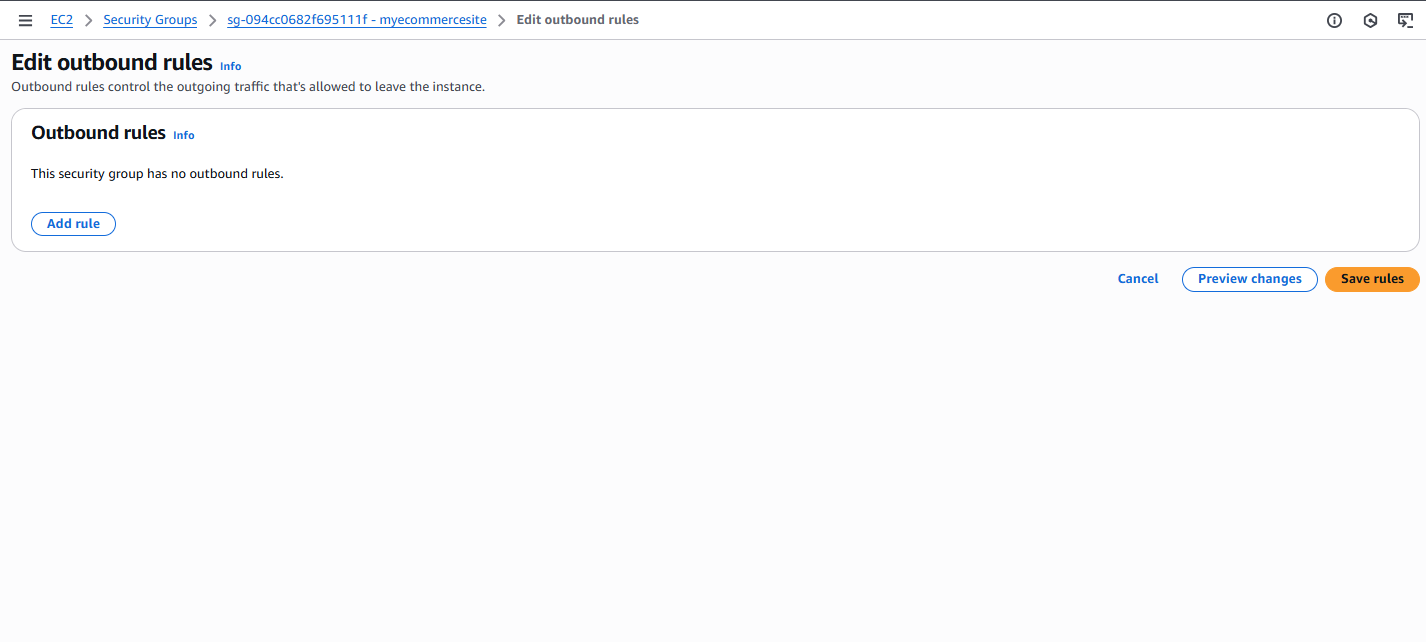 EC2 > Security Groups > sg-094cc0682f695111f - myecommercesite > Edit outbound rules
Edit outbound rules Info
Outbound rules control the outgoing traffic that's allowed to leave the instance.
Outbound rules Info
This security group has no outbound rules.
Add rule
Cancel Preview changes Save rules